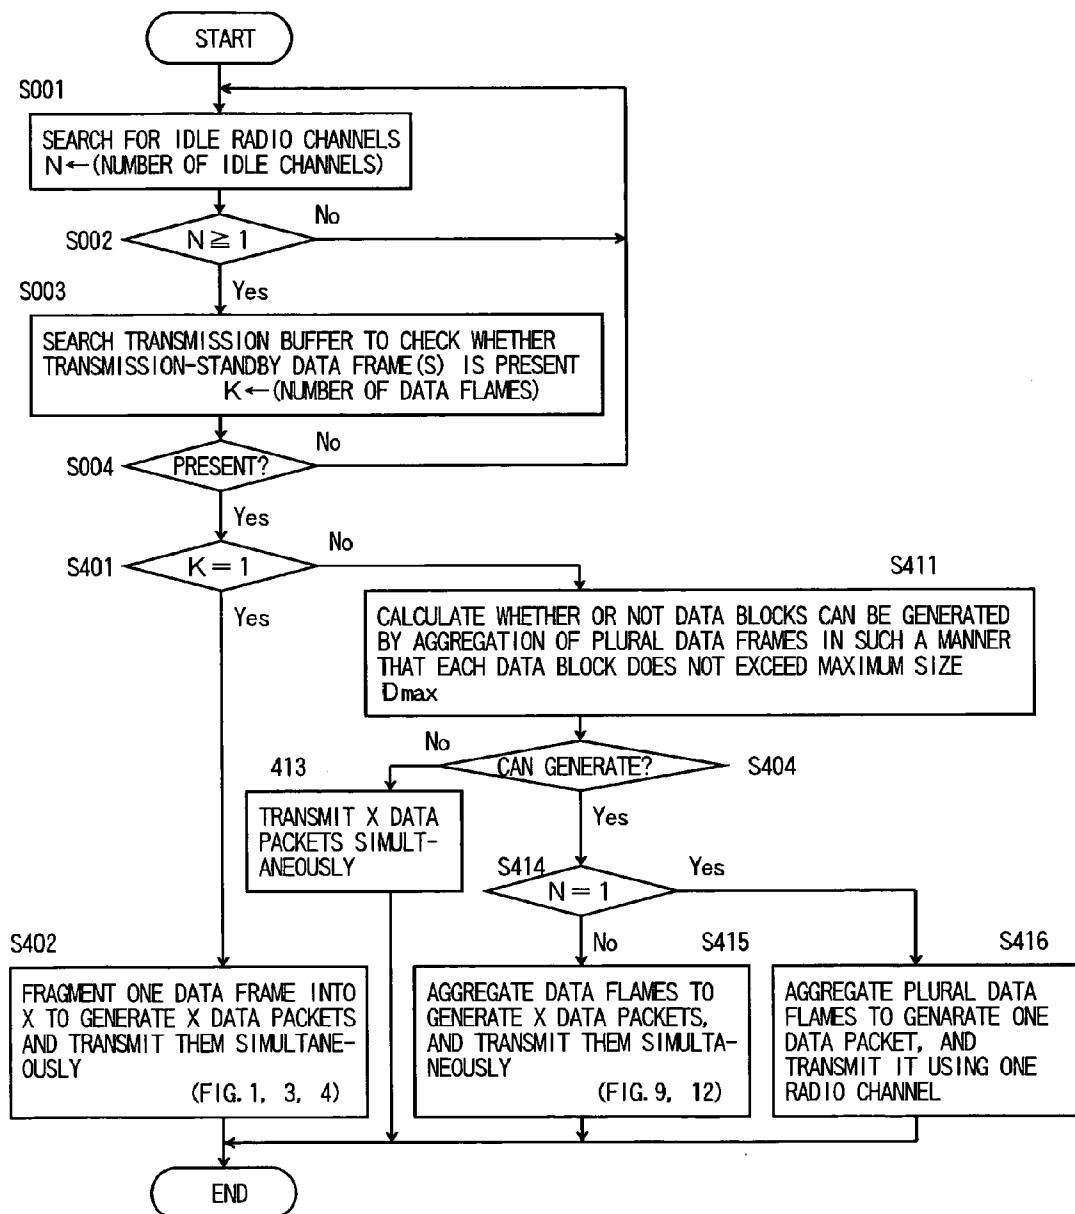 START
S001
SEARCH FOR IDLE RADIO CHANNELS
N←(NUMBER OF IDLE CHANNELS)
No
S002
N≧1
Yes
S003
SEARCH TRANSMISSION BUFFER TO CHECK WHETHER
TRANSMISSION-STANDBY DATA FRAME(S) IS PRESENT
K←(NUMBER OF DATA FLAMES)
No
S004
PRESENT?
Yes
No
S401
K=1
Yes
S411
CALCULATE WHETHER OR NOT DATA BLOCKS CAN BE GENERATED
BY AGGREGATION OF PLURAL DATA FRAMES IN SUCH A MANNER
THAT EACH DATA BLOCK DOES NOT EXCEED MAXIMUM SIZE
Dmax
No
CAN GENERATE?
S404
413
TRANSMIT X DATA
PACKETS SIMULT-
ANEOUSLY
Yes
S414
N=1
Yes
No
S402
FRAGMENT ONE DATA FRAME INTO
X TO GENERATE X DATA PACKETS
AND TRANSMIT THEM SIMULTANE-
OUSLY
(FIG. 1, 3, 4)
S415
AGGREGATE DATA FLAMES TO
GENERATE X DATA PACKETS,
AND TRANSMIT THEM SIMULTA-
NEOUSLY
(FIG. 9, 12)
S416
AGGREGATE PLURAL DATA
FLAMES TO GENARATE ONE
DATA PACKET, AND
TRANSMIT IT USING ONE
RADIO CHANNEL
END